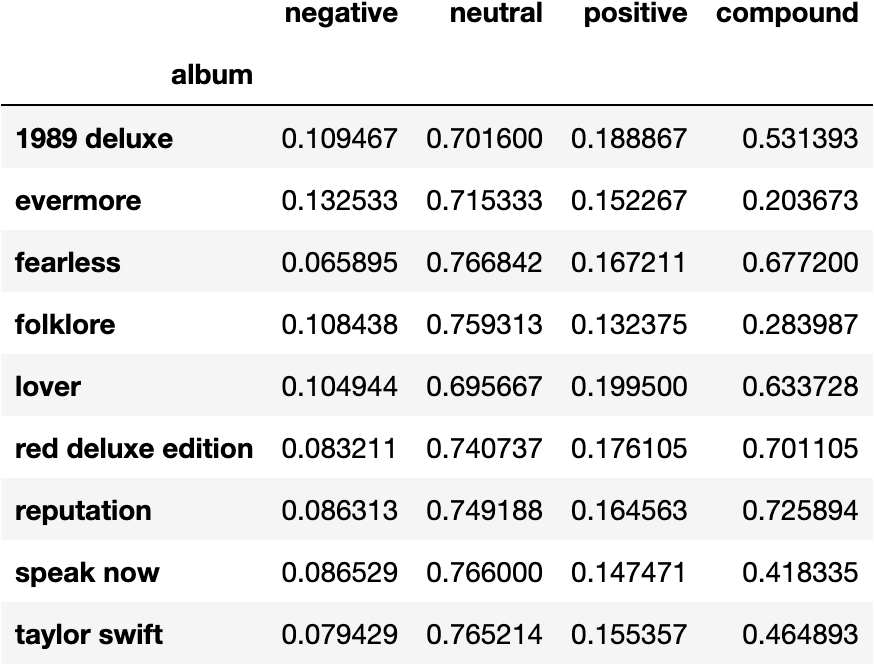 negative neutral positive compound
album
1989 deluxe 0.109467 0.701600 0.188867 0.531393
evermore 0.132533 0.715333 0.152267 0.203673
fearless 0.065895 0.766842 0.167211 0.677200
folklore 0.108438 0.759313 0.132375 0.283987
lover 0.104944 0.695667 0.199500 0.633728
red deluxe edition 0.083211 0.740737 0.176105 0.701105
reputation 0.086313 0.749188 0.164563 0.725894
speak now 0.086529 0.766000 0.147471 0.418335
taylor swift 0.079429 0.765214 0.155357 0.464893